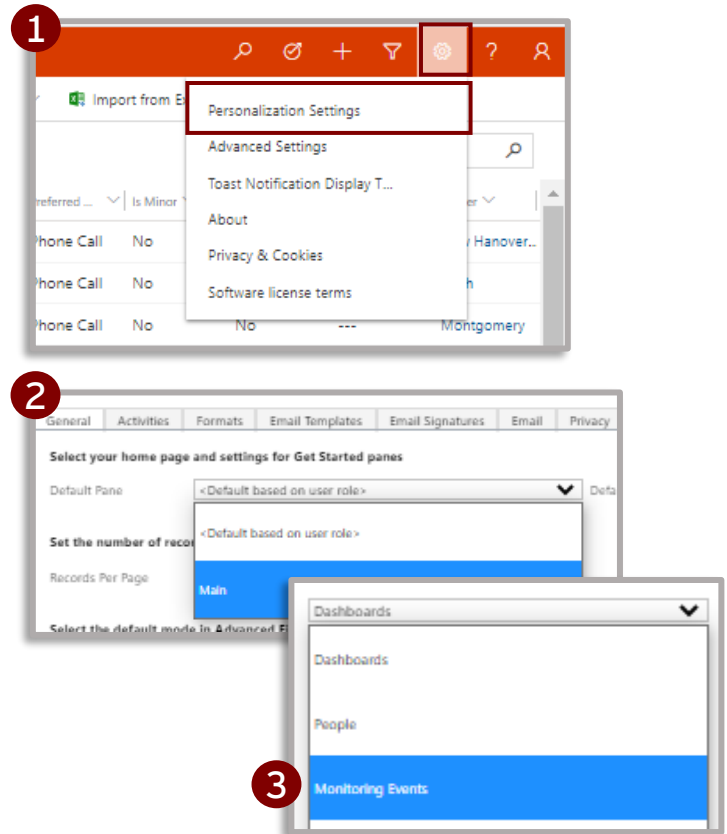 1
?
Import from E
Personalization Settings
Advanced Settings
Toast Notification Display T...
About
Privacy & Cookies
Software license terms
referred ... Is Minor er
Phone Call No Hanover..
Phone Call No h
Phone Call No No --- Montgomery
2
General Activities Formats Email Templates Email Signatures Email Privacy
Select your home page and settings for Get Started panes
Default Pane <Default based on user role> Defa
<Default based on user role>
Set the number of recor
Records Per Page
Main
Select the default mode in Advanced Fi
Dashboards
Dashboards
People
3
Monitoring Events